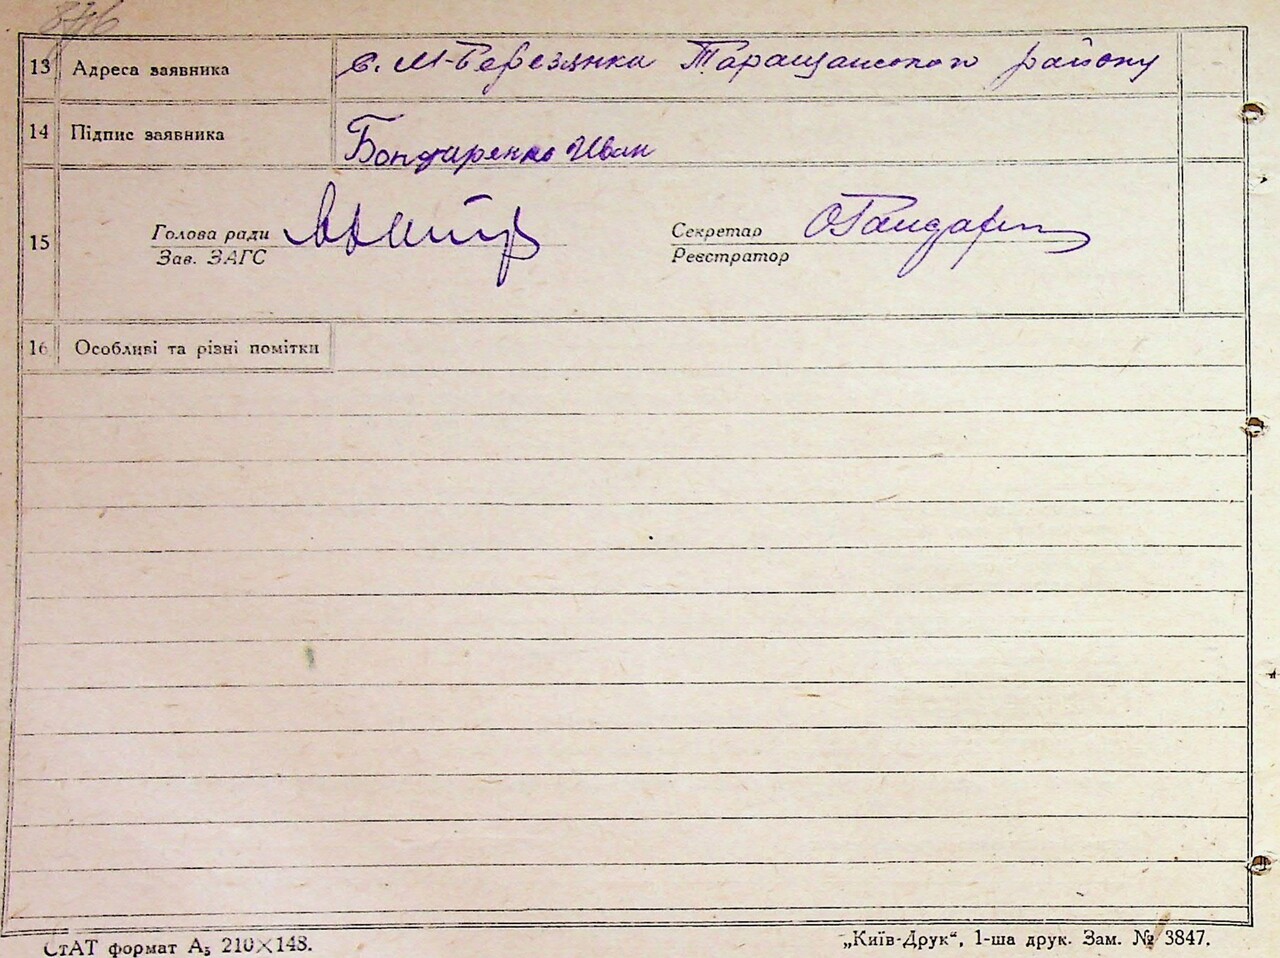 13 Адреса заявника с. М-Березянка Таращанського району
14 Підпис заявника Бондаренко Иван
15 Голова ради Секретар
Зав. ЗАГС Реєстратор
16 Особливі та різні помітки
СтАТ формат А₅ 210×148. „Київ-Друк“, 1-ша друк. Зам. № 3847.